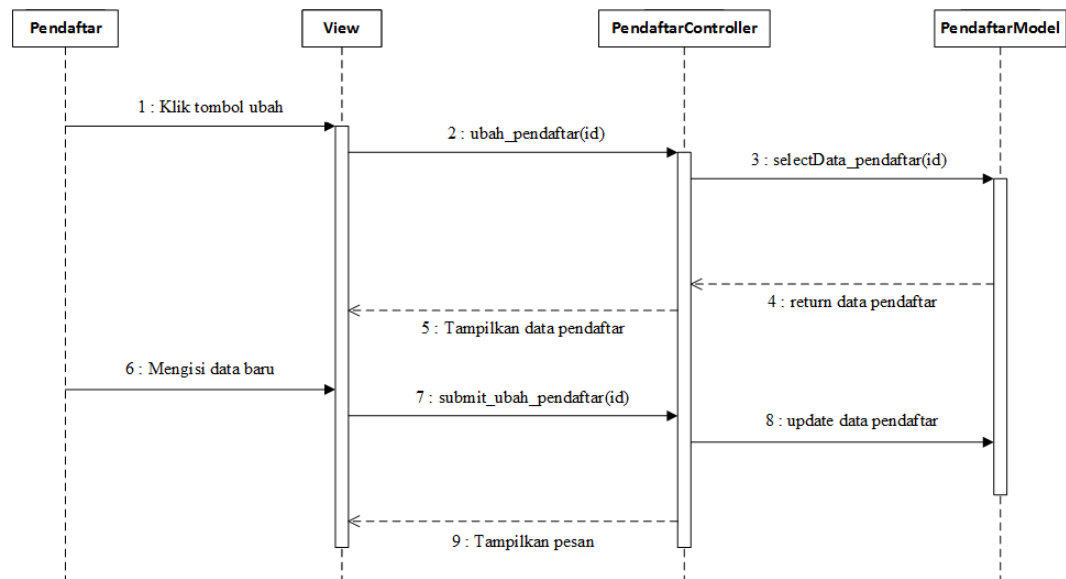 Pendaftar
View
PendaftarController
PendaftarModel
1 : Klik tombol ubah
2 : ubah_pendaftar(id)
3 : selectData_pendaftar(id)
4 : return data pendaftar
5 : Tampilkan data pendaftar
6 : Mengisi data baru
7 : submit_ubah_pendaftar(id)
8 : update data pendaftar
9 : Tampilkan pesan